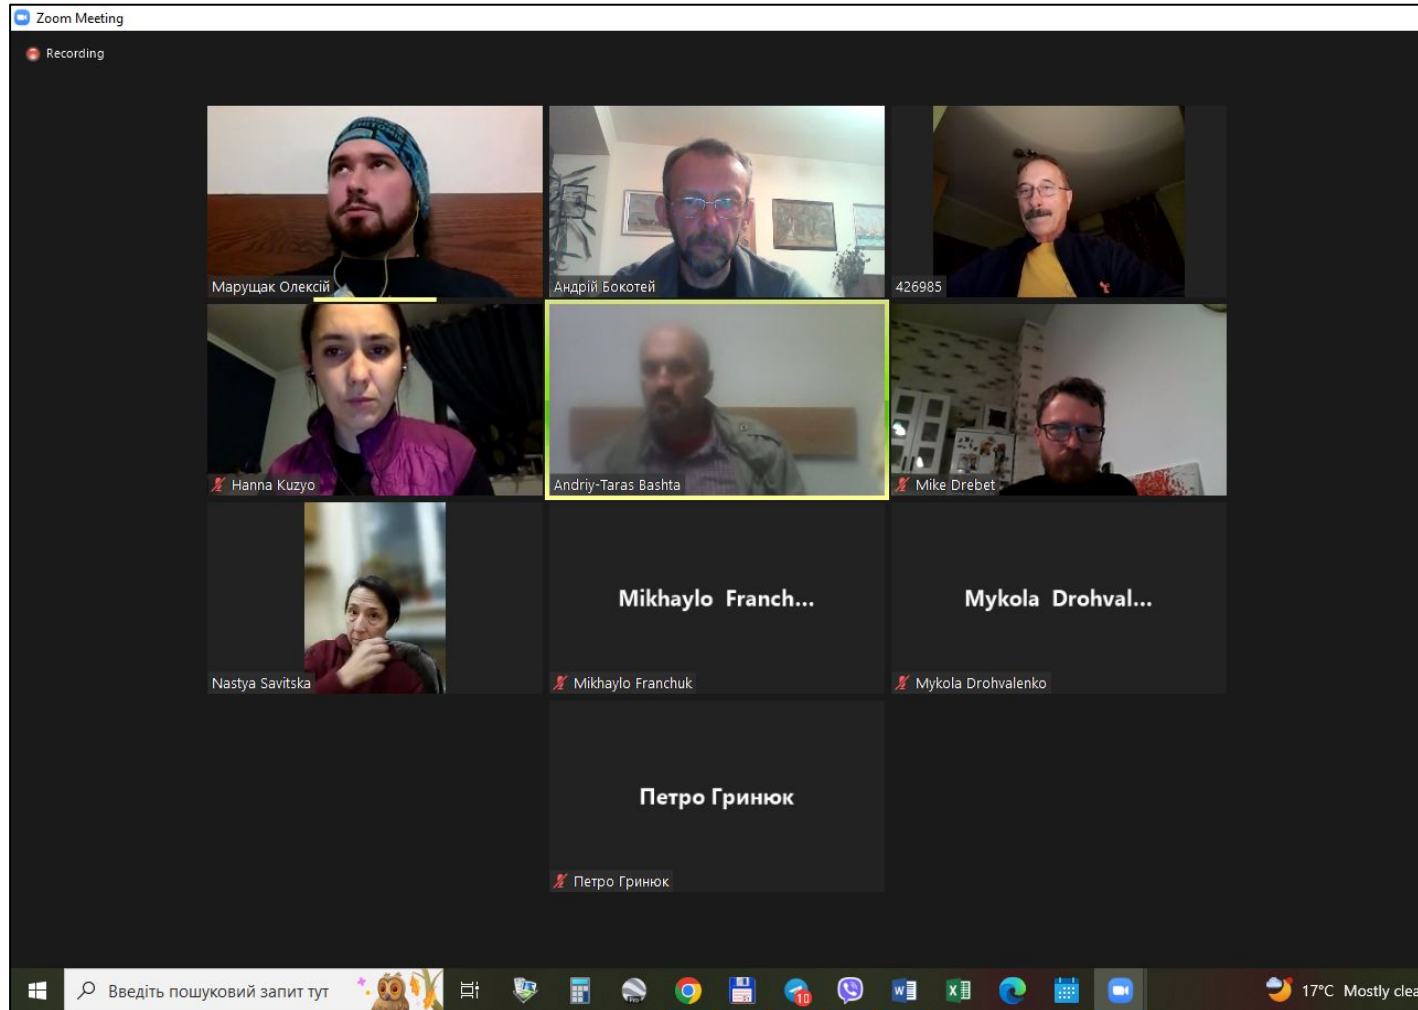 Zoom Meeting
Recording
Марущак Олексій
Андрій Бокотей
426985
Hanna Kuzyo
Andriy-Taras Bashta
Mike Drebet
Nastya Savitska
Mikhaylo Franch...
Mikhaylo Franchuk
Mykola Drohval...
Mykola Drohvalenko
Петро Гринюк
Петро Гринюк
Введіть пошуковий запит тут
Pro
10
W
X
17°C Mostly clea